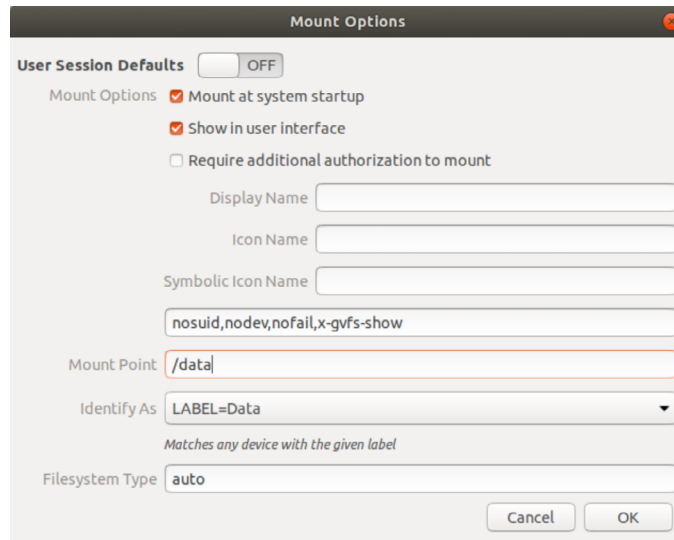 Mount Options
User Session Defaults OFF
Mount Options Mount at system startup
Show in user interface
Require additional authorization to mount
Display Name
Icon Name
Symbolic Icon Name
nosuid,nodev,nofail,x-gvfs-show
Mount Point /data
Identify As LABEL=Data
Matches any device with the given label
Filesystem Type auto
Cancel OK